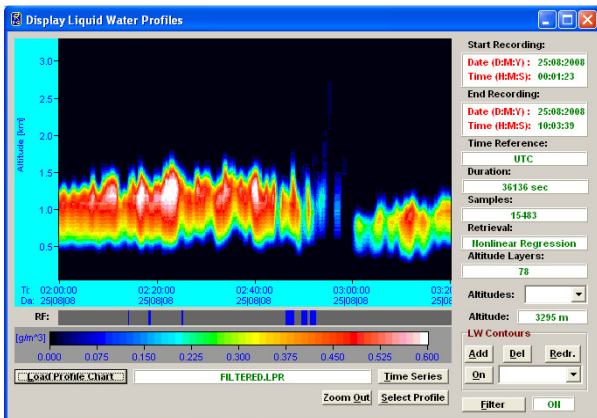 Display Liquid Water Profiles
Start Recording:
Date (D:M:Y) : 25:08:2008
Time (H:M:S): 00:01:23
End Recording:
Date (D:M:Y) : 25:08:2008
Time (H:M:S): 10:03:39
Time Reference:
UTC
Duration:
36136 sec
Samples:
15483
Retrieval:
Nonlinear Regression
Altitude Layers:
78
Altitudes:
Altitude: 3295 m
LW Contours
Add Del Redr.
On
Filter ON
Altitude [km]
3.0-
2.5-
2.0-
1.5-
1.0-
0.5-
Ti: 02:00:00 02:20:00 02:40:00 03:00:00 03:20
Da: 25|08|08 25|08|08 25|08|08 25|08|08 25|08
RF:
[g/m^3]
0.000 0.075 0.150 0.225 0.300 0.375 0.450 0.525 0.600
Load Profile Chart FILTERED.LPR Time Series
Zoom Out Select Profile